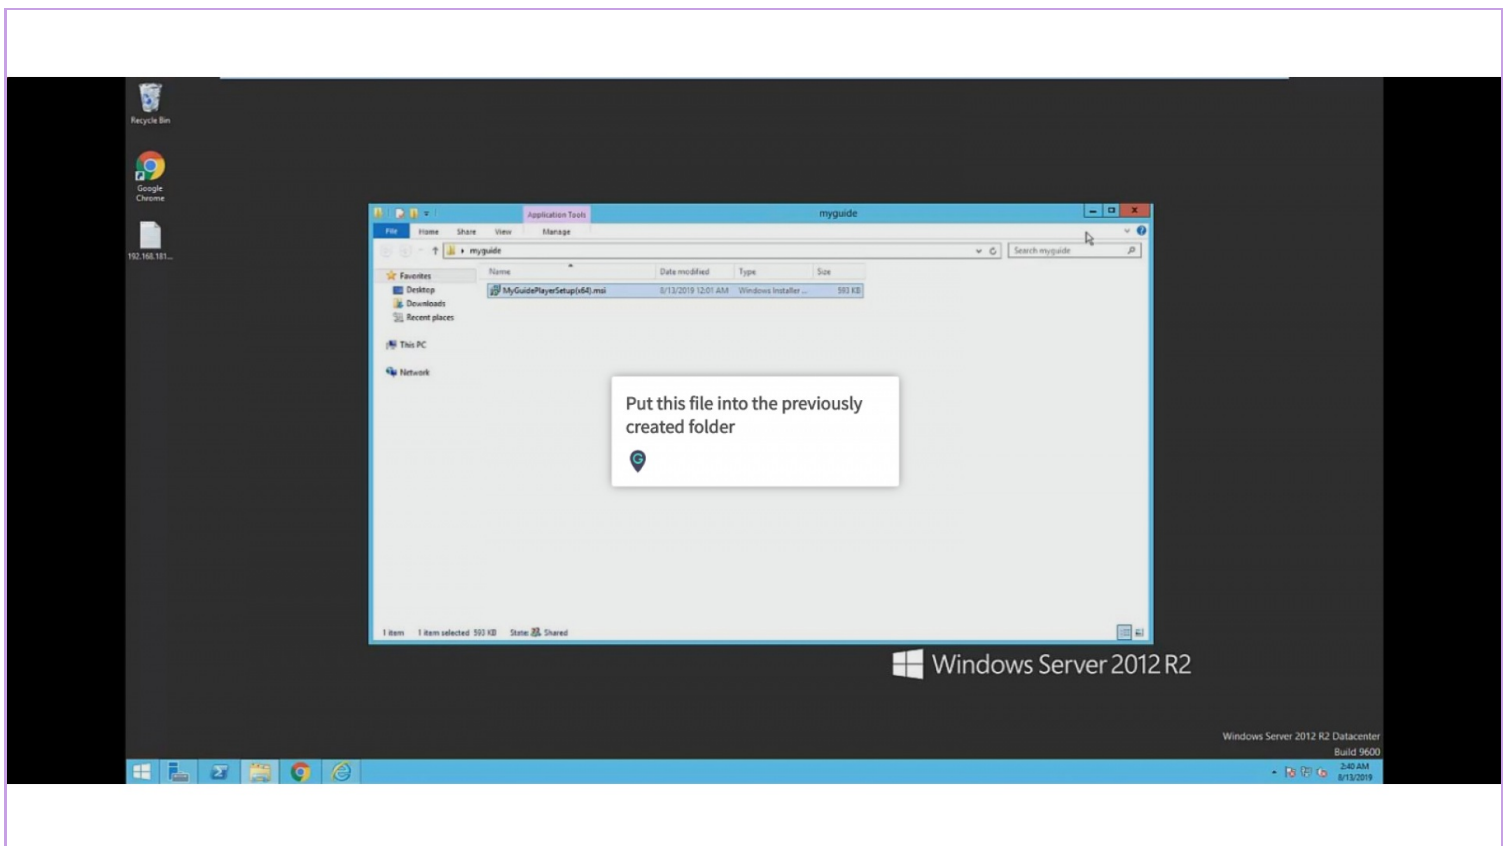 Recycle Bin
Google
Chrome
192.168.181...
Application Tools
myguide
File Home Share View Manage
myguide
Search myguide
Name Date modified Type Size
Favorites
Desktop
Downloads
Recent places
This PC
Network
MyGuidePlayerSetup(x64).msi 8/13/2019 12:01 AM Windows Installer ... 593 KB
Put this file into the previously
created folder
G
1 item 1 item selected 593 KB State: Shared
Windows Server 2012 R2
Windows Server 2012 R2 Datacenter
Build 9600
2:40 AM
8/13/2019